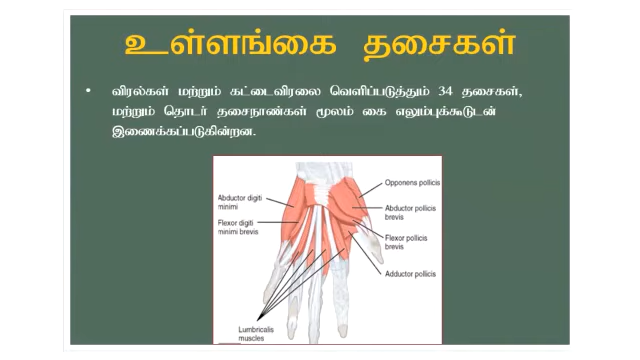 உள்ளங்கை தசைகள்
• விரல்கள் மற்றும் கட்டைவிரலை வெளிப்படுத்தும் 34 தசைகள்,
மற்றும் தொடர் தசைநாண்கள் மூலம் கை எலும்புக்கூடுடன்
இணைக்கப்படுகின்றன.
Opponens pollicis
Abductor digiti
minimi
Abductor pollicis
brevis
Flexor digiti
minimi brevis
Flexor pollicis
brevis
Adductor pollicis
Lumbricalis
muscles